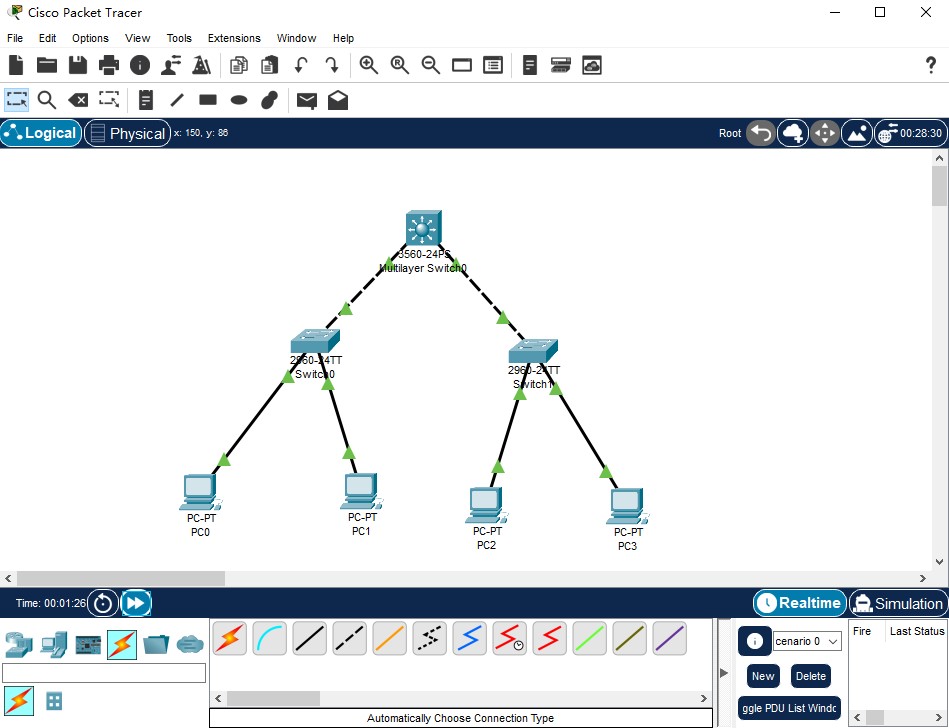 Cisco Packet Tracer
File Edit Options View Tools Extensions Window Help
?
Logical Physical x: 150, y: 86 Root 00:28:30
3560-24PS
Multilayer Switch0
2960-24TT
Switch0
2960-24TT
Switch1
PC-PT
PC0
PC-PT
PC1
PC-PT
PC2
PC-PT
PC3
Time: 00:01:26 Realtime Simulation
cenario 0
Fire Last Status
New Delete
ggle PDU List Windo
Automatically Choose Connection Type